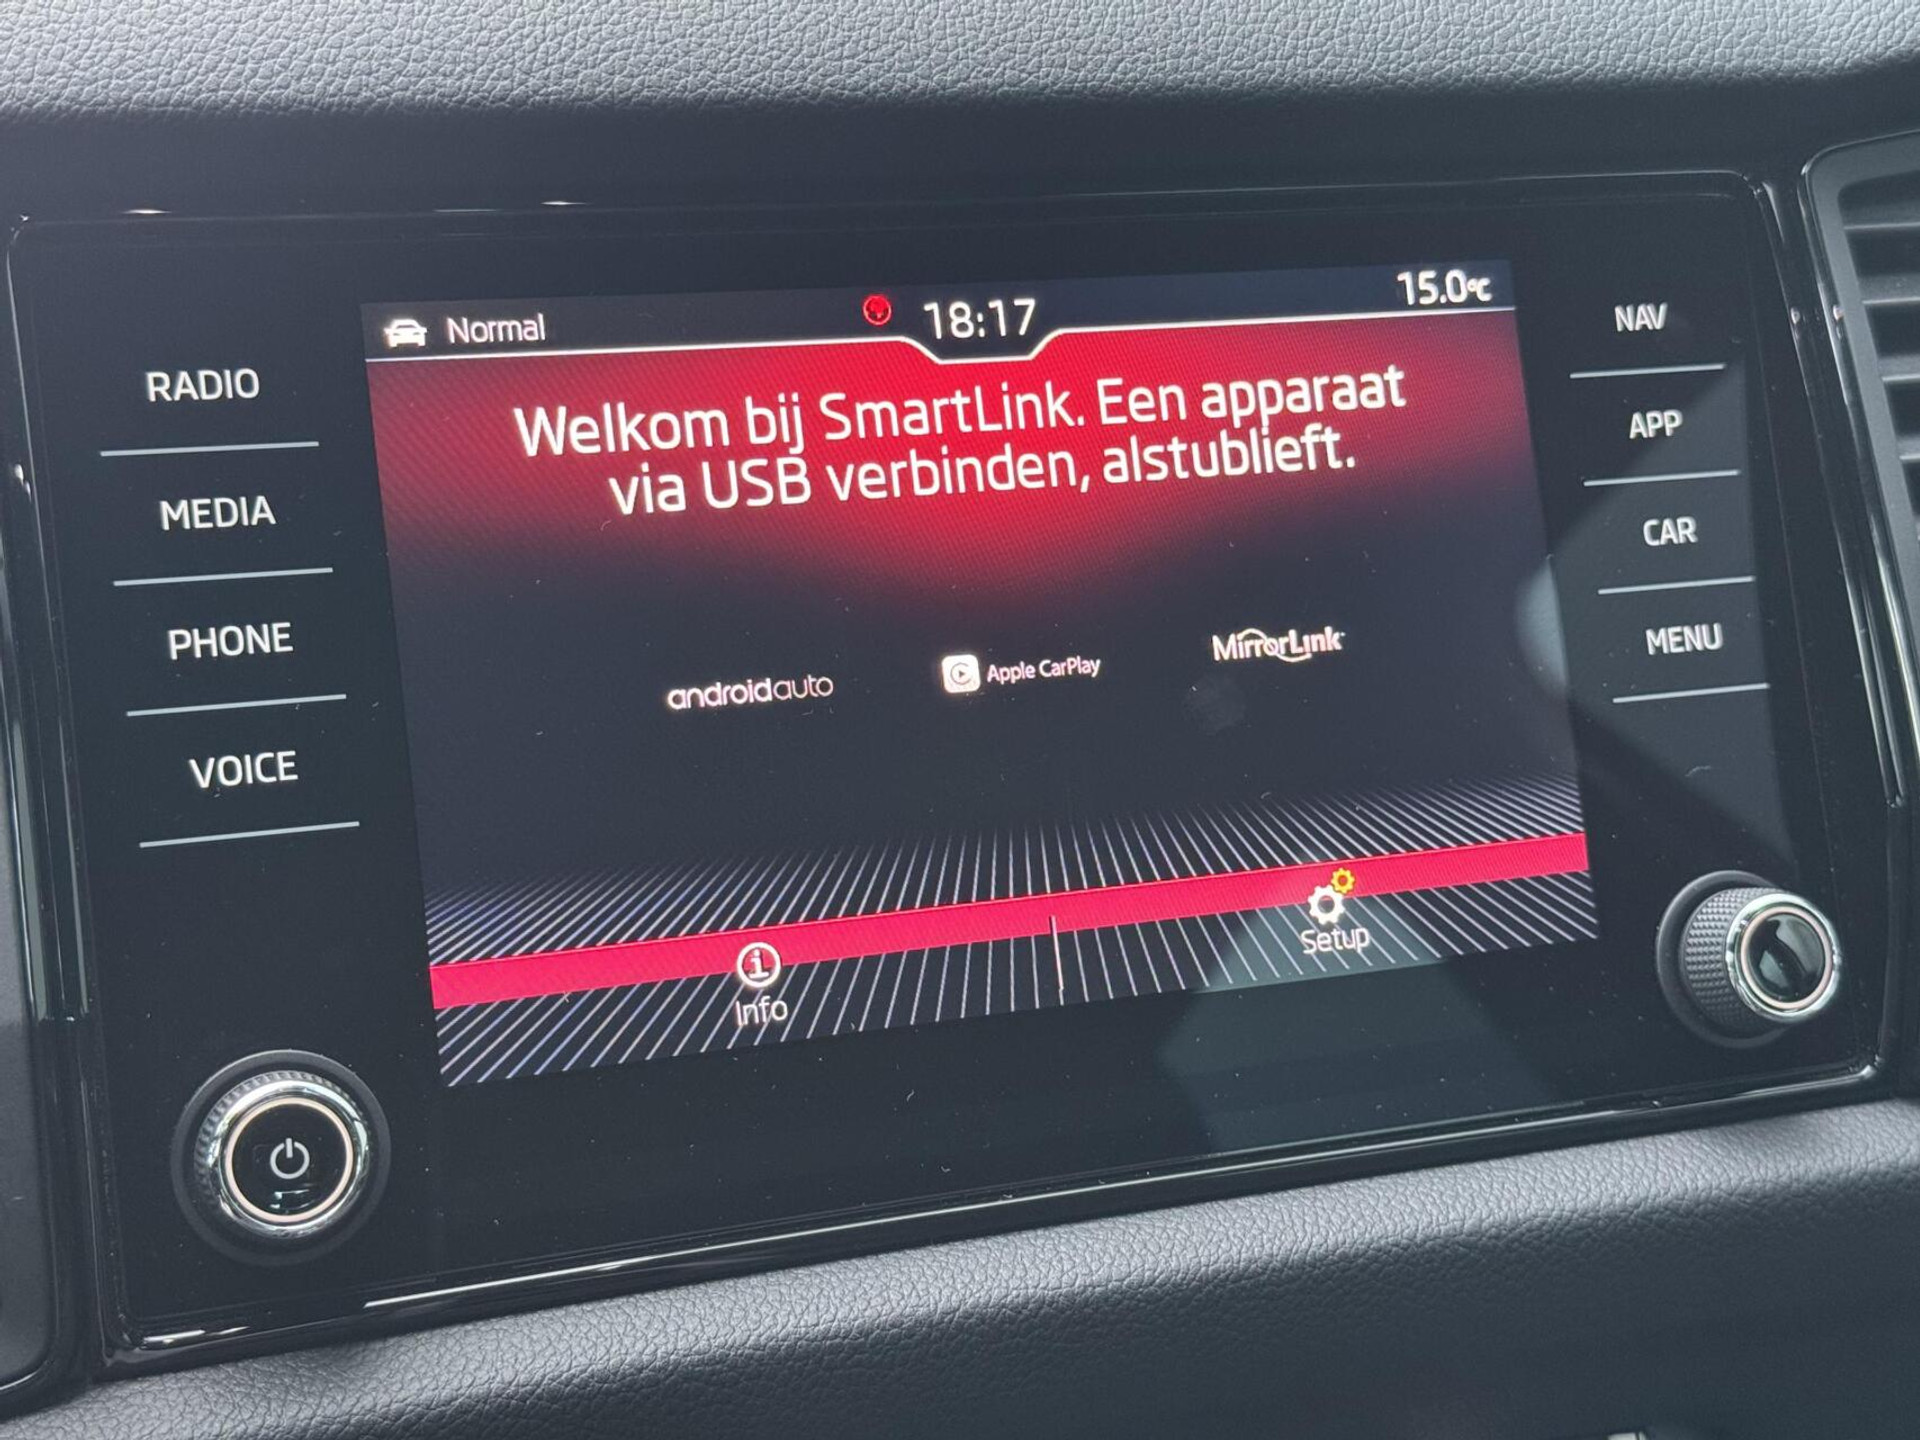 Normal
18:17
15.0°C
Welkom bij SmartLink. Een apparaat
via USB verbinden, alstublieft.
androidauto
Apple CarPlay
MirrorLink
Info
Setup
RADIO
MEDIA
PHONE
VOICE
NAV
APP
CAR
MENU